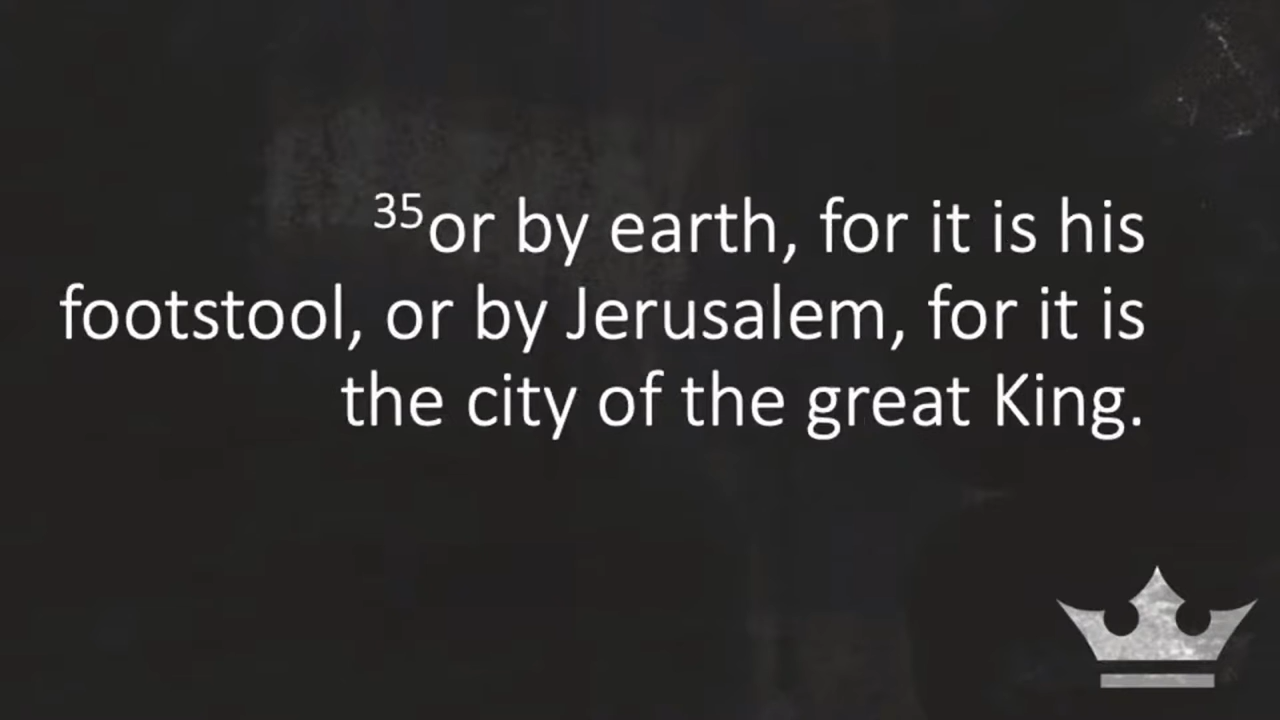 35or by earth, for it is his
footstool, or by Jerusalem, for it is
the city of the great King.